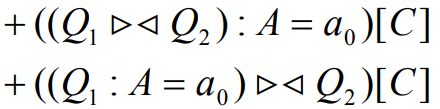 +((Q₁ ▷◁ Q₂) : A = a₀)[C]
+((Q₁ : A = a₀) ▷◁ Q₂)[C]